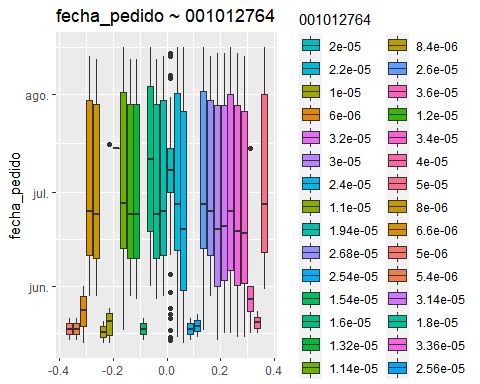 fecha_pedido ~ 001012764
fecha_pedido
ago.
jul.
jun.
-0.4
-0.2
0.0
0.2
0.4
001012764
2e-05
2.2e-05
1e-05
6e-06
3.2e-05
3e-05
2.4e-05
1.1e-05
1.94e-05
2.68e-05
2.54e-05
1.54e-05
1.6e-05
1.32e-05
1.14e-05
8.4e-06
2.6e-05
3.6e-05
1.2e-05
3.4e-05
4e-05
5e-05
8e-06
6.6e-06
5e-06
5.4e-06
3.14e-05
1.8e-05
3.36e-05
2.56e-05